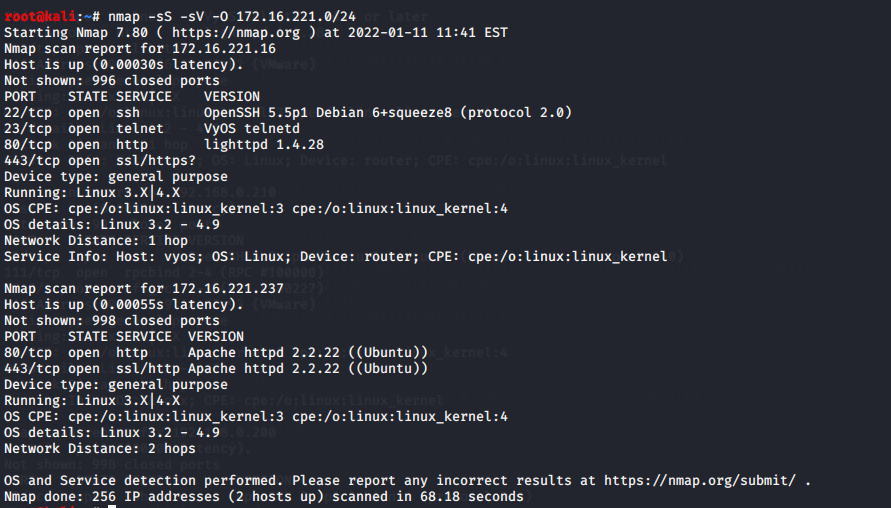 root@kali:~# nmap -sS -sV -O 172.16.221.0/24
Starting Nmap 7.80 ( https://nmap.org ) at 2022-01-11 11:41 EST
Nmap scan report for 172.16.221.16
Host is up (0.00030s latency).
Not shown: 996 closed ports
PORT    STATE SERVICE    VERSION
22/tcp  open  ssh        OpenSSH 5.5p1 Debian 6+squeeze8 (protocol 2.0)
23/tcp  open  telnet     VyOS telnetd
80/tcp  open  http       lighttpd 1.4.28
443/tcp open  ssl/https?
Device type: general purpose
Running: Linux 3.X|4.X
OS CPE: cpe:/o:linux:linux_kernel:3 cpe:/o:linux:linux_kernel:4
OS details: Linux 3.2 - 4.9
Network Distance: 1 hop
Service Info: Host: vyos; OS: Linux; Device: router; CPE: cpe:/o:linux:linux_kernel

Nmap scan report for 172.16.221.237
Host is up (0.00055s latency).
Not shown: 998 closed ports
PORT    STATE SERVICE  VERSION
80/tcp  open  http     Apache httpd 2.2.22 ((Ubuntu))
443/tcp open  ssl/http Apache httpd 2.2.22 ((Ubuntu))
Device type: general purpose
Running: Linux 3.X|4.X
OS CPE: cpe:/o:linux:linux_kernel:3 cpe:/o:linux:linux_kernel:4
OS details: Linux 3.2 - 4.9
Network Distance: 2 hops

OS and Service detection performed. Please report any incorrect results at https://nmap.org/submit/ .
Nmap done: 256 IP addresses (2 hosts up) scanned in 68.18 seconds